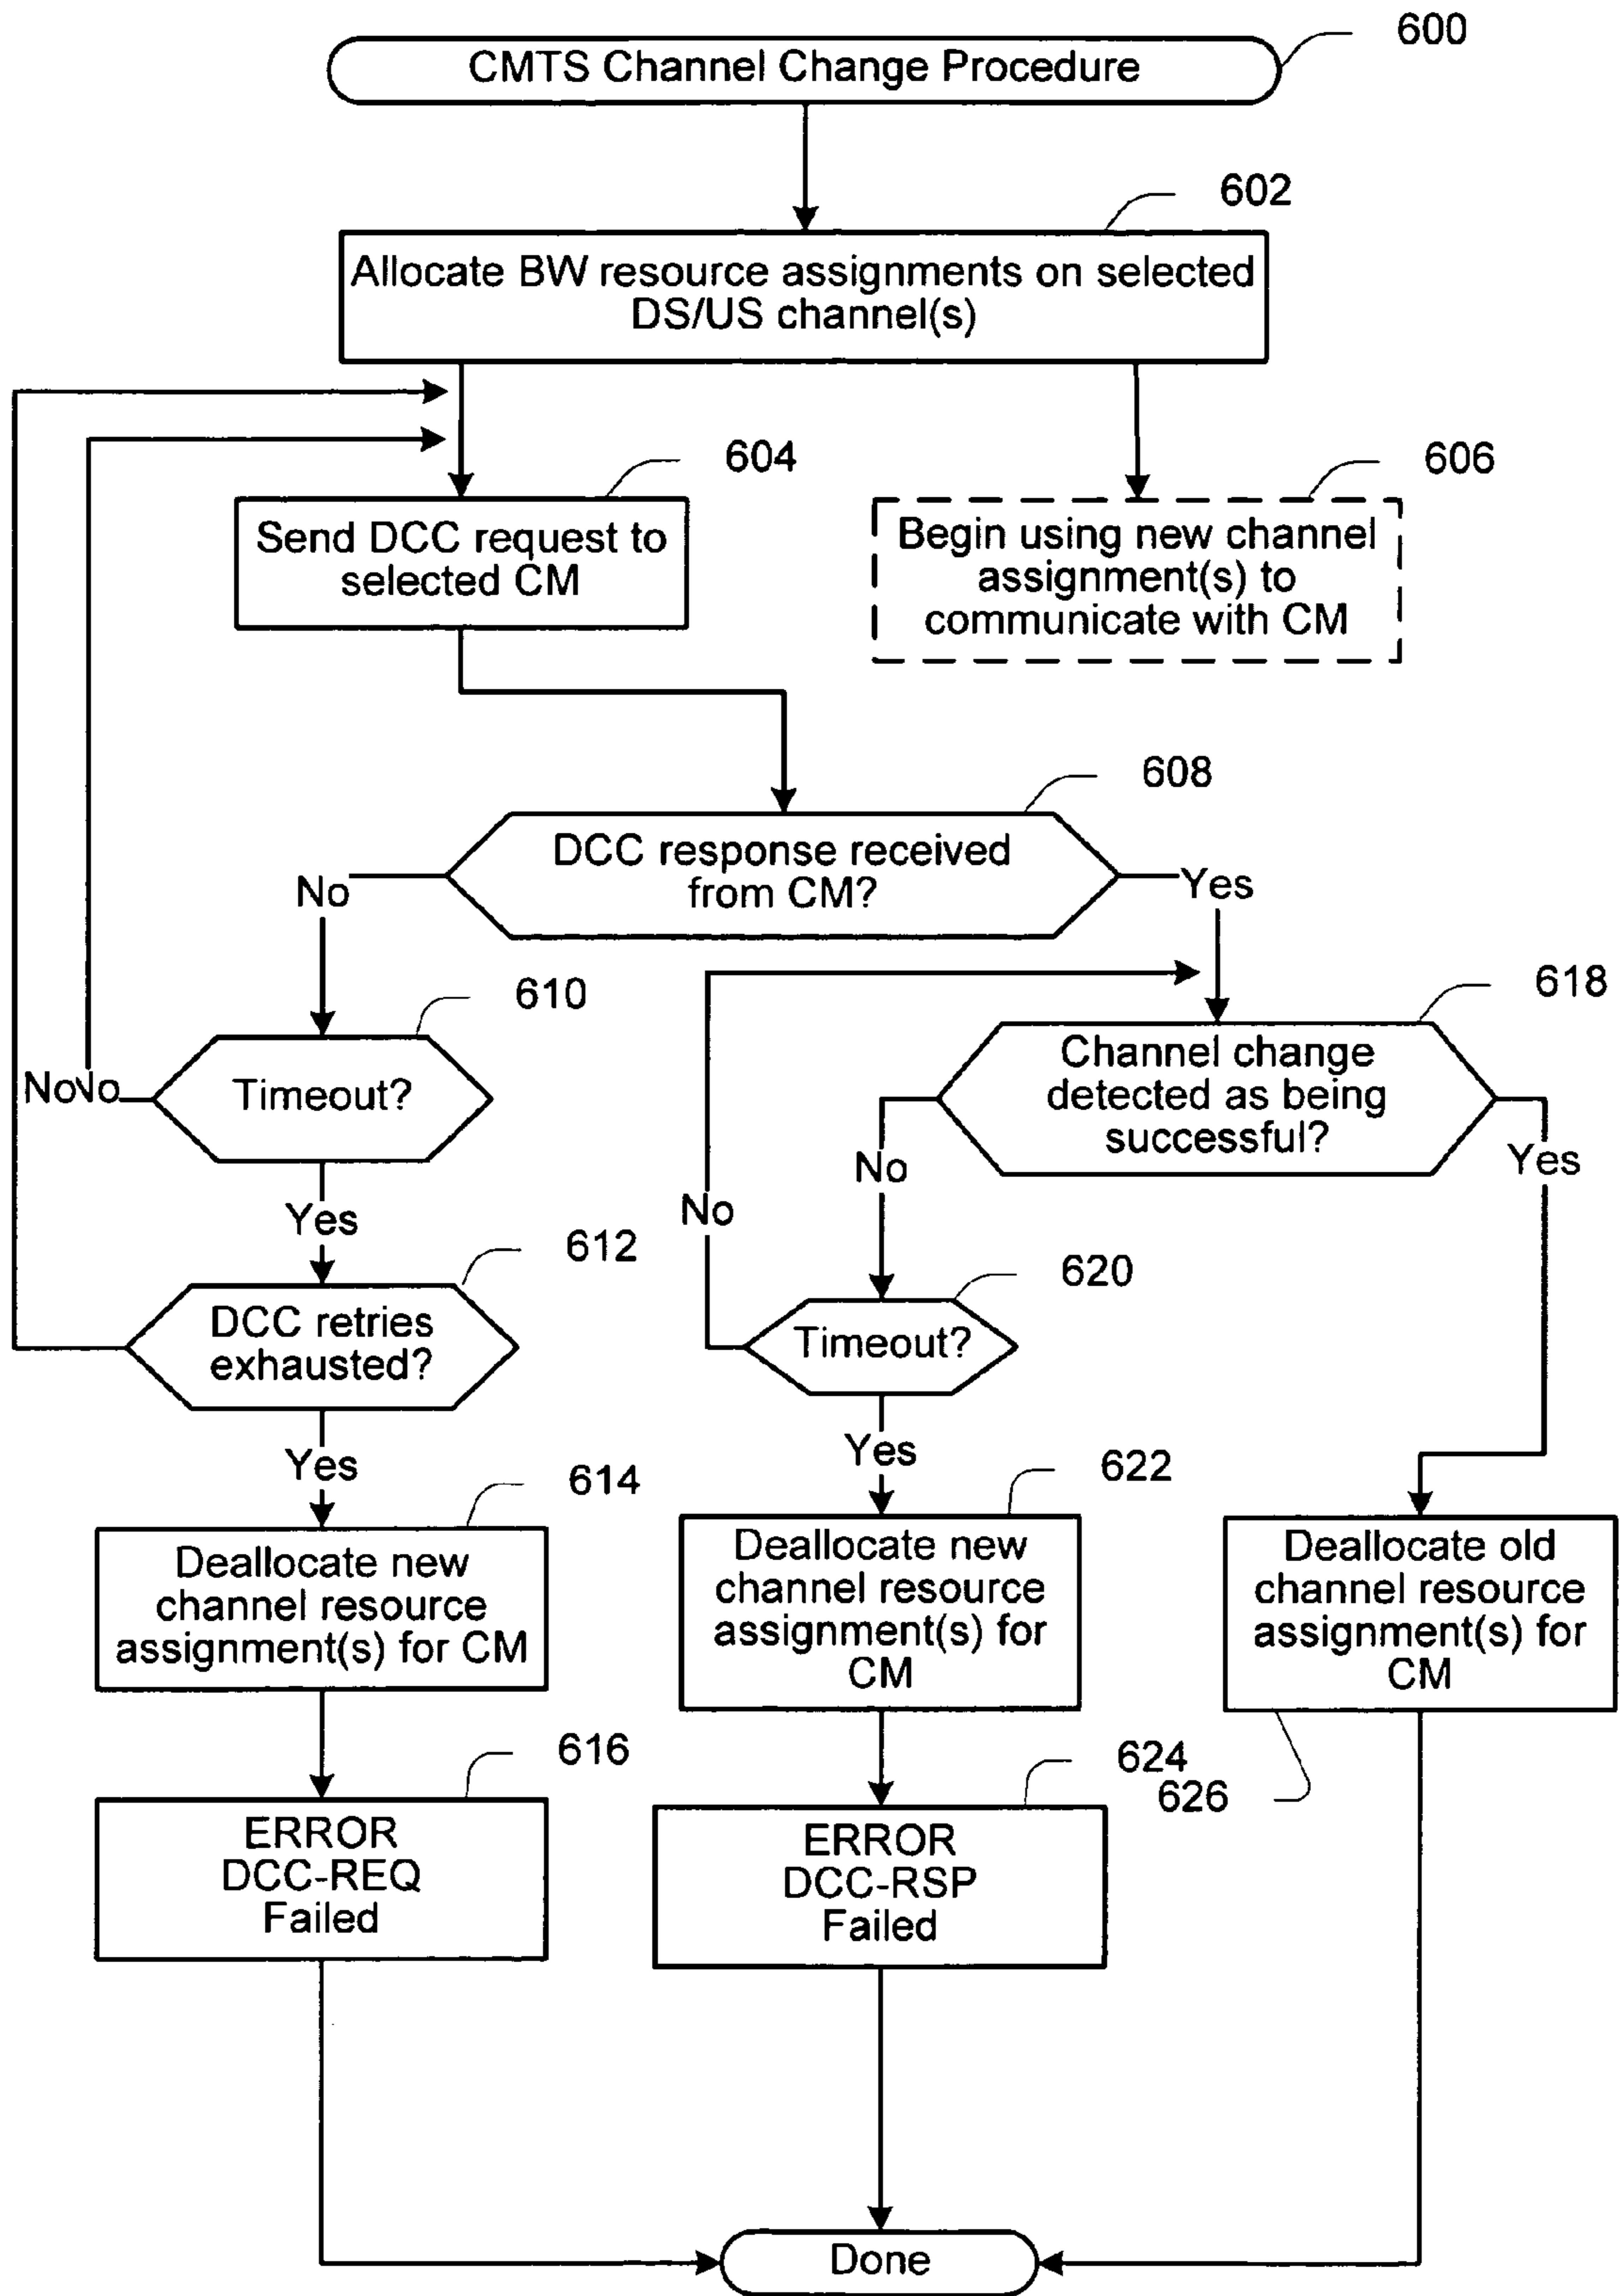 600
CMTS Channel Change Procedure
602
Allocate BW resource assignments on selected
DS/US channel(s)
604
Send DCC request to
selected CM
606
Begin using new channel
assignment(s) to
communicate with CM
608
DCC response received
from CM?
No
Yes
610
Timeout?
No
No
Yes
618
Channel change
detected as being
successful?
No
Yes
612
DCC retries
exhausted?
Yes
620
Timeout?
No
Yes
614
Deallocate new
channel resource
assignment(s) for CM
622
Deallocate new
channel resource
assignment(s) for
CM
Deallocate old
channel resource
assignment(s) for
CM
626
616
ERROR
DCC-REQ
Failed
624
ERROR
DCC-RSP
Failed
Done